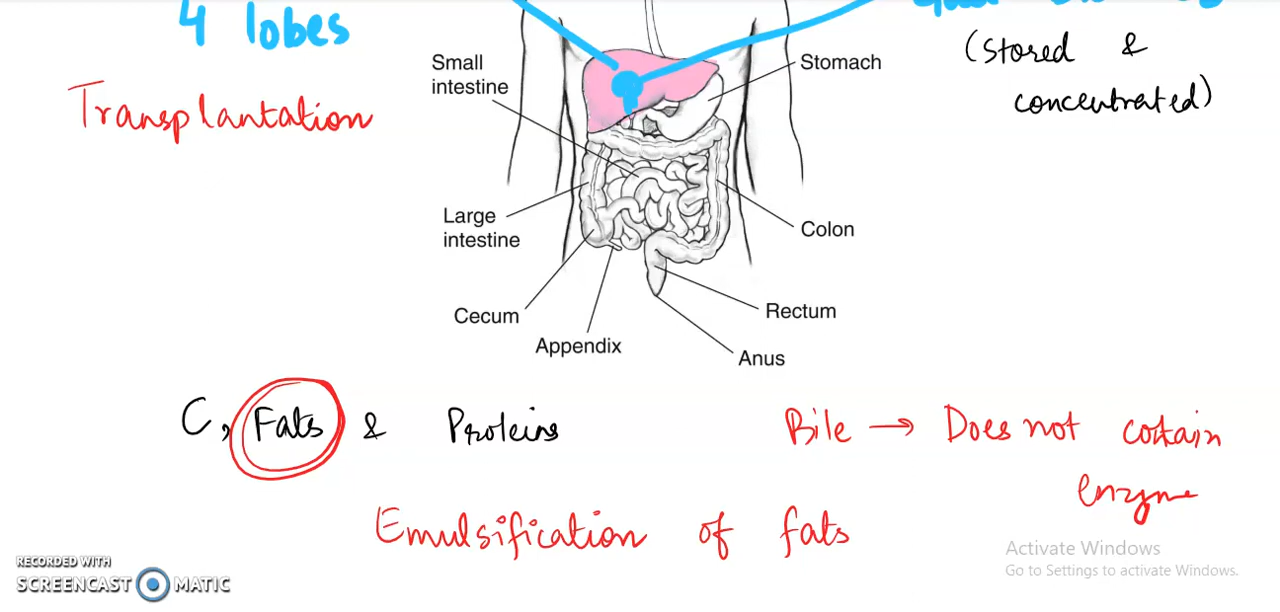 4 lobes
(Stored &
concentrated)
Transplantation
Small
intestine
Stomach
Large
intestine
Colon
Cecum
Rectum
Appendix
Anus
C, Fats & Proteins
Bile → Does not contain
enzyme
Emulsification of fats
RECORDED WITH
SCREENCAST MATIC
Activate Windows
Go to Settings to activate Windows.